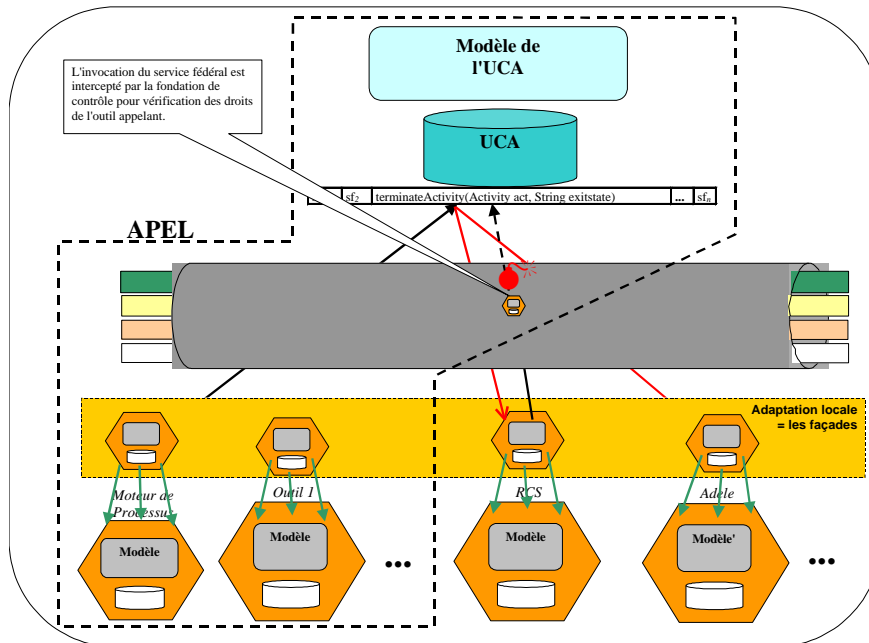 Modèle de
l'UCA
L'invocation du service fédéral est
intercepté par la fondation de
contrôle pour vérification des droits
de l'outil appelant.
UCA
sf2 terminateActivity(Activity act, String exitstate) ... sfn
APEL
Adaptation locale
= les façades
Moteur de
Processus
Outil 1
RCS
Adèle
Modèle
Modèle
...
Modèle
Modèle'
...